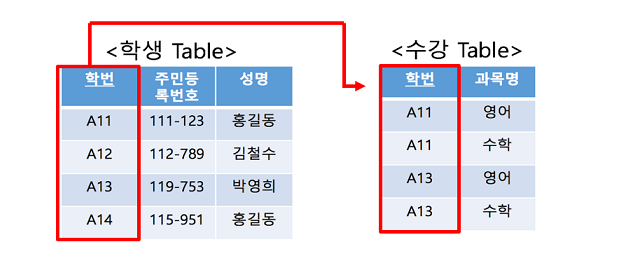 <학생 Table>
학번 주민등록번호 성명
A11 111-123 홍길동
A12 112-789 김철수
A13 119-753 박영희
A14 115-951 홍길동
<수강 Table>
학번 과목명
A11 영어
A11 수학
A13 영어
A13 수학